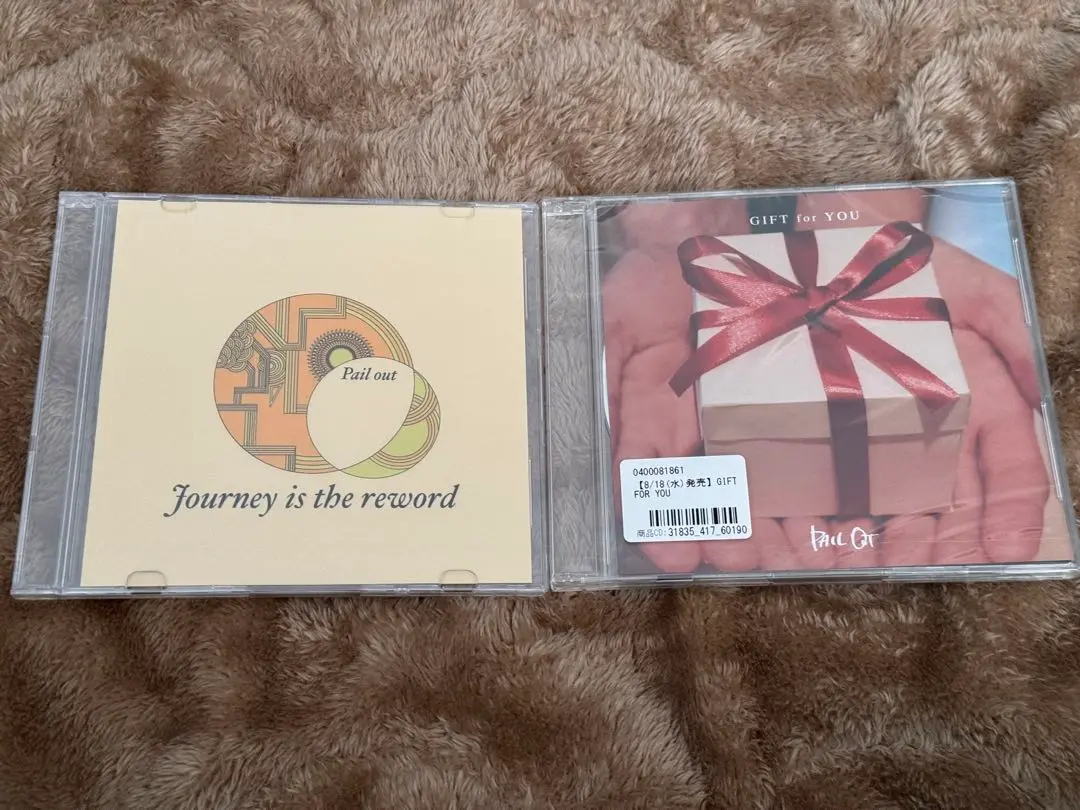 Pail out
Journey is the reword
GIFT for YOU
0400081861
【8/18(水)発売】GIFT
FOR YOU
商品CD:31835_417_60190
PAIL OUT